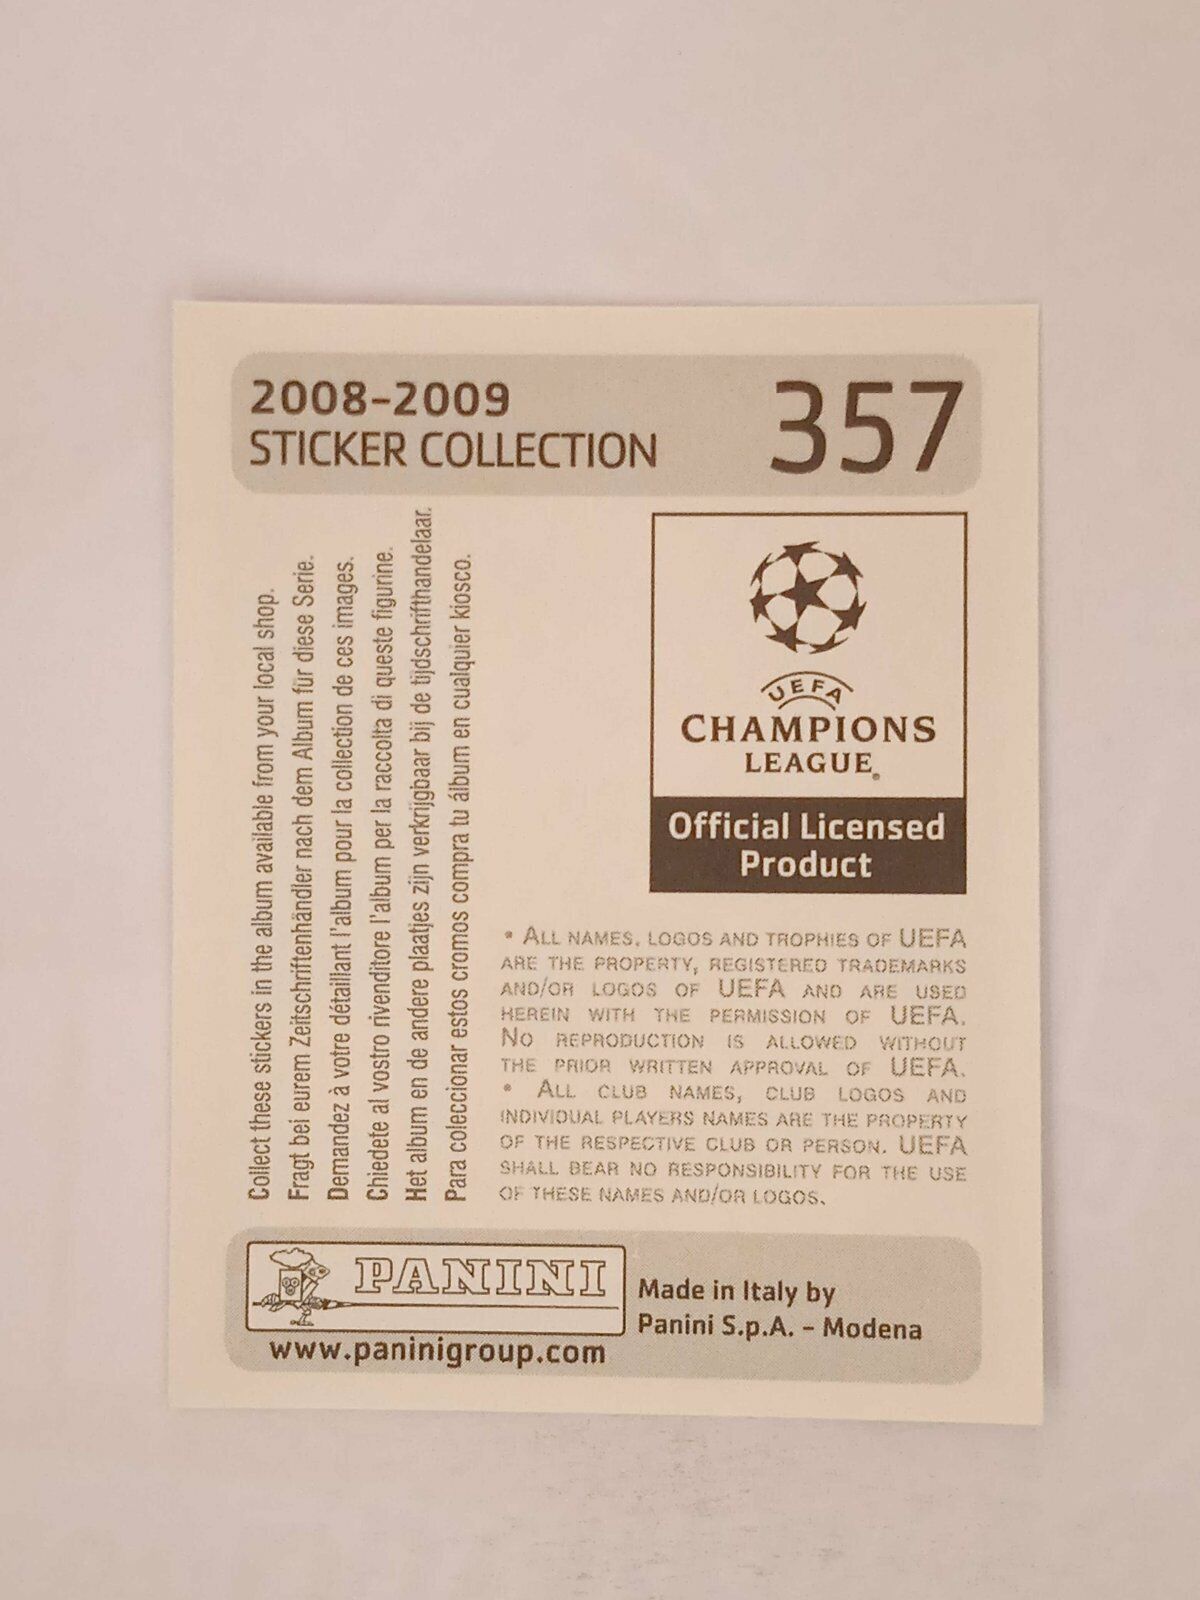 2008-2009
STICKER COLLECTION
357
Collect these stickers in the album available from your local shop.
Fragt bei eurem Zeitschriftenhändler nach dem Album für diese Serie.
Demandez à votre détaillant l'album pour la collection de ces images.
Chiedete al vostro rivenditore l'album per la raccolta di queste figurine.
Het album en de andere plaatjes zijn verkrijgbaar bij de tijdschrifthandelaar.
Para coleccionar estos cromos compra tu álbum en cualquier kiosco.
UEFA
CHAMPIONS
LEAGUE®
Official Licensed
Product
• ALL NAMES, LOGOS AND TROPHIES OF UEFA
ARE THE PROPERTY, REGISTERED TRADEMARKS
AND/OR LOGOS OF UEFA AND ARE USED
HEREIN WITH THE PERMISSION OF UEFA.
NO REPRODUCTION IS ALLOWED WITHOUT
THE PRIOR WRITTEN APPROVAL OF UEFA.
• ALL CLUB NAMES, CLUB LOGOS AND
INDIVIDUAL PLAYERS NAMES ARE THE PROPERTY
OF THE RESPECTIVE CLUB OR PERSON. UEFA
SHALL BEAR NO RESPONSIBILITY FOR THE USE
OF THESE NAMES AND/OR LOGOS.
PANINI
www.paninigroup.com
Made in Italy by
Panini S.p.A. - Modena